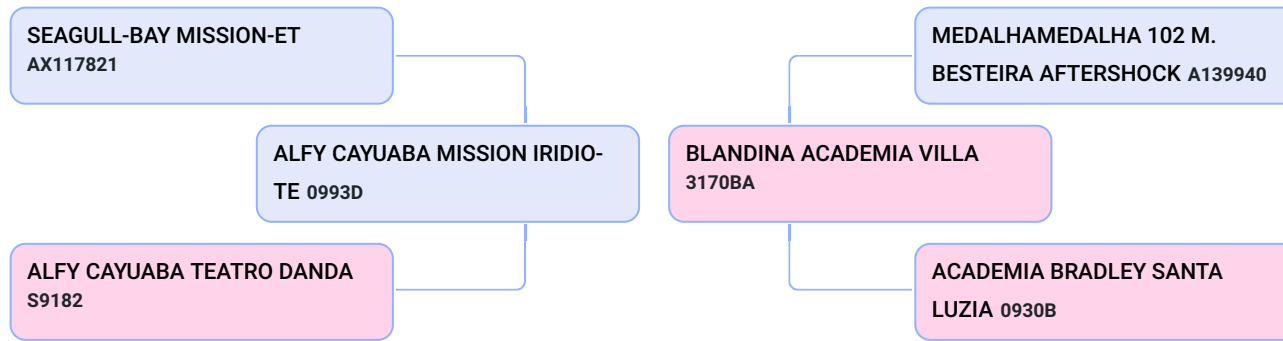 SEAGULL-BAY MISSION-ET
AX117821
MEDALHAMEDALHA 102 M.
BESTEIRA AFTERSHOCK A139940
ALFY CAYUABA MISSION IRIDIO-
TE 0993D
BLANDINA ACADEMIA VILLA
3170BA
ALFY CAYUABA TEATRO DANDA
S9182
ACADEMIA BRADLEY SANTA
LUZIA 0930B